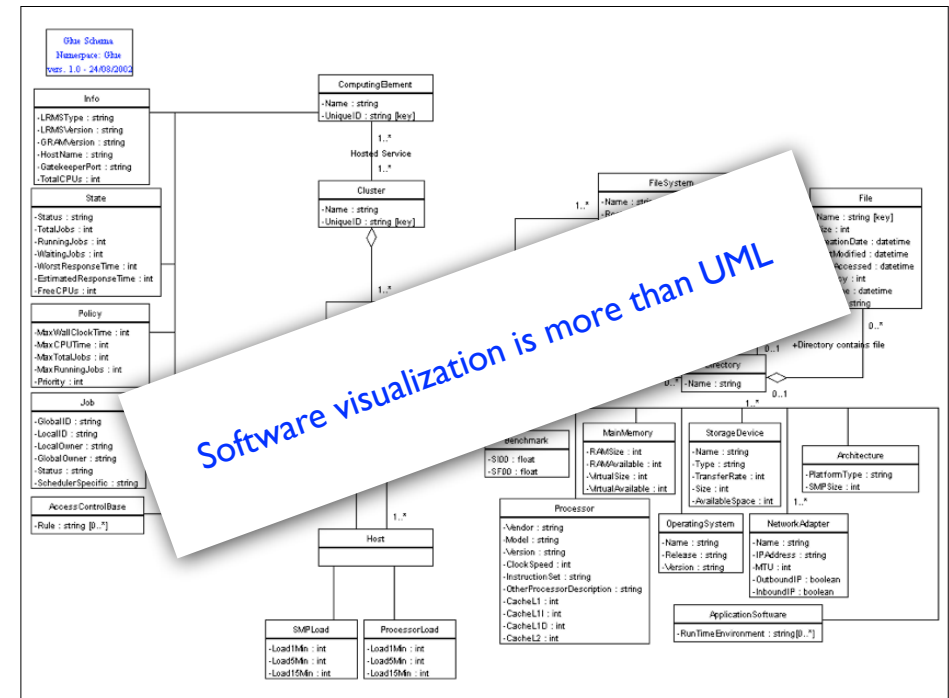 Glue Schema
Namespace: Glue
vers. 1.0 - 24/08/2002
Info
-LRMSType : string
-LRMSVersion : string
-GRAMVersion : string
-HostName : string
-GatekeeperPort : string
-TotalCPUs : int
State
-Status : string
-TotalJobs : int
-RunningJobs : int
-WaitingJobs : int
-WorstResponseTime : int
-EstimatedResponseTime : int
-FreeCPUs : int
Policy
-MaxWallClockTime : int
-MaxCPUTime : int
-MaxTotalJobs : int
-MaxRunningJobs : int
-Priority : int
Job
-GlobalID : string
-LocalID : string
-LocalOwner : string
-GlobalOwner : string
-Status : string
-SchedulerSpecific : string
AccessControlBase
-Rule : string [0..*]
ComputingElement
-Name : string
-UniqueID : string [key]
1..*
Hosted Service
1..*
Cluster
-Name : string
-UniqueID : string [key]
1..*
Software visualization is more than UML
1..*
FileSystem
-Name :
File
Name : string [key]
: int
: datetime
: datetime
: datetime
: int
: datetime
string
0..*
+Directory contains file
0..1
0..*
-Name : string
0..1
1..*
1..*
Host
SMPLoad
-Load1Min : int
-Load5Min : int
-Load15Min : int
ProcessorLoad
-Load1Min : int
-Load5Min : int
-Load15Min : int
Benchmark
-SI00 : float
-SF00 : float
MainMemory
-RAMSize : int
-RAMAvailable : int
-VirtualSize : int
-VirtualAvailable : int
StorageDevice
-Name : string
-Type : string
-TransferRate : int
-Size : int
-AvailableSpace : int
Architecture
-PlatformType : string
-SMPSize : int
1..*
Processor
-Vendor : string
-Model : string
-Version : string
-ClockSpeed : int
-InstructionSet : string
-OtherProcessorDescription : string
-CacheL1 : int
-CacheL1I : int
-CacheL1D : int
-CacheL2 : int
OperatingSystem
-Name : string
-Release : string
-Version : string
NetworkAdapter
-Name : string
-IPAddress : string
-MTU : int
-OutboundIP : boolean
-InboundIP : boolean
ApplicationSoftware
-RunTimeEnvironment : string[0..*]